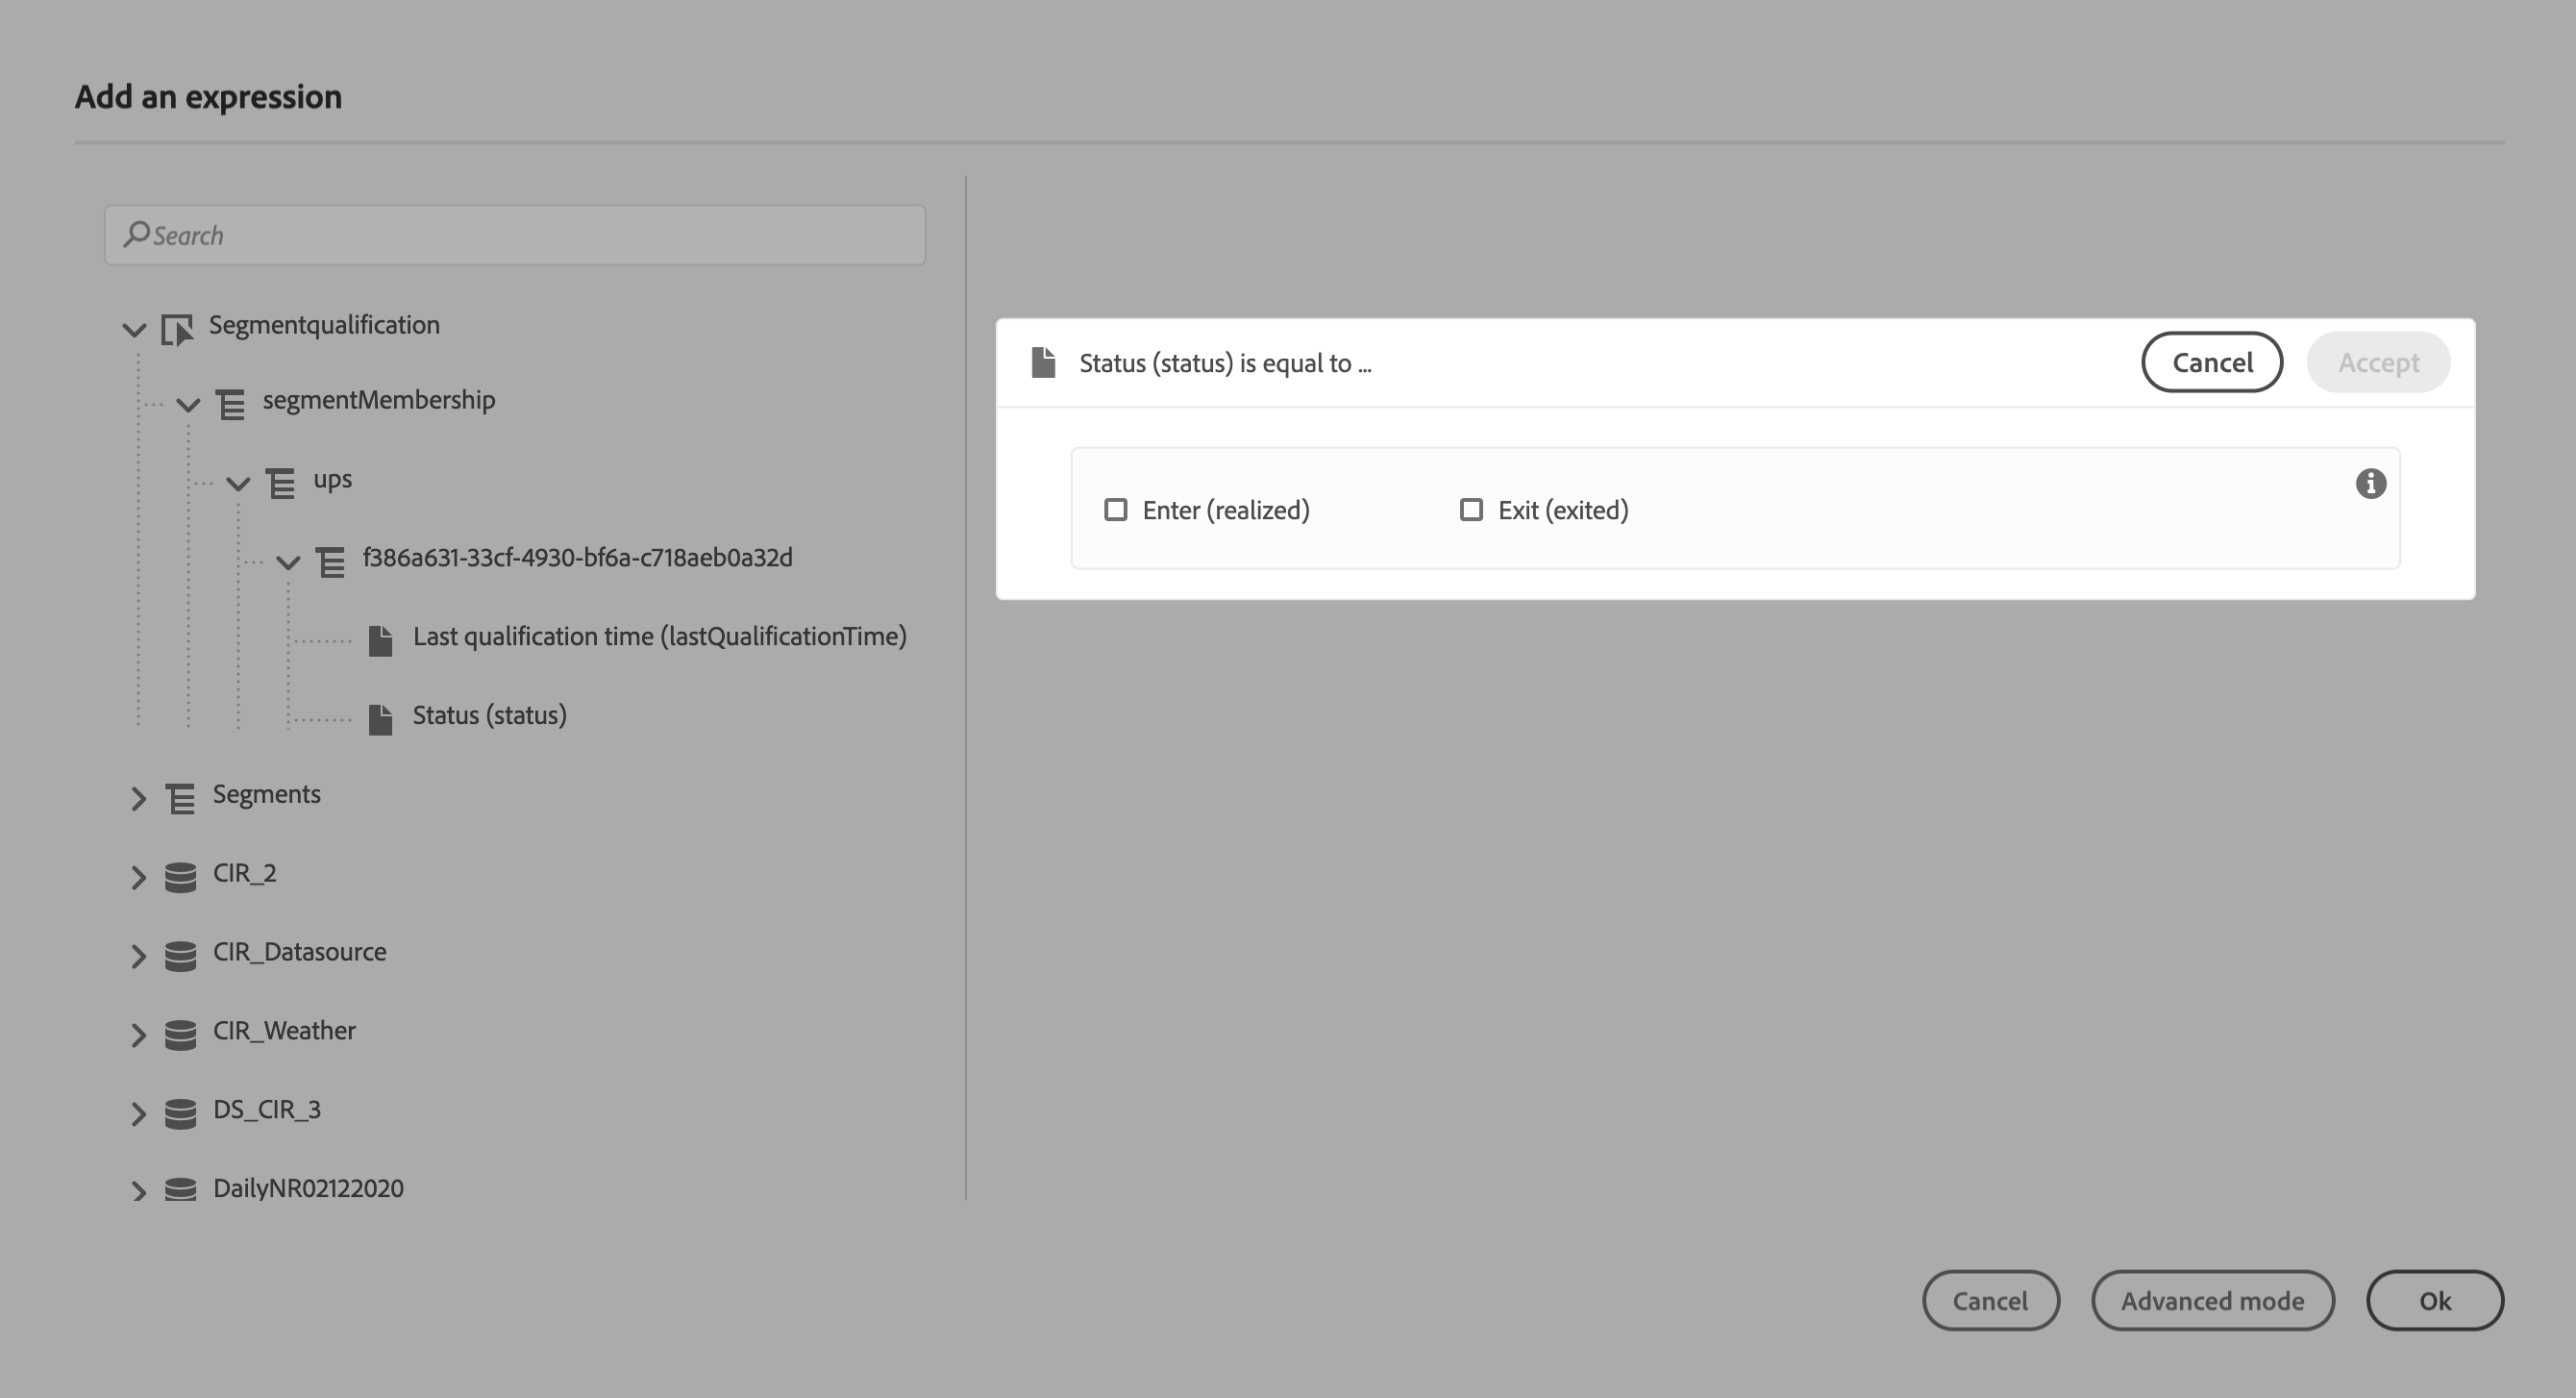 Add an expression
Search
Segmentqualification
segmentMembership
ups
f386a631-33cf-4930-bf6a-c718aeb0a32d
Last qualification time (lastQualificationTime)
Status (status)
Segments
CIR_2
CIR_Datasource
CIR_Weather
DS_CIR_3
DailyNR02122020
Status (status) is equal to ...
Cancel
Accept
Enter (realized)
Exit (exited)
Cancel
Advanced mode
Ok